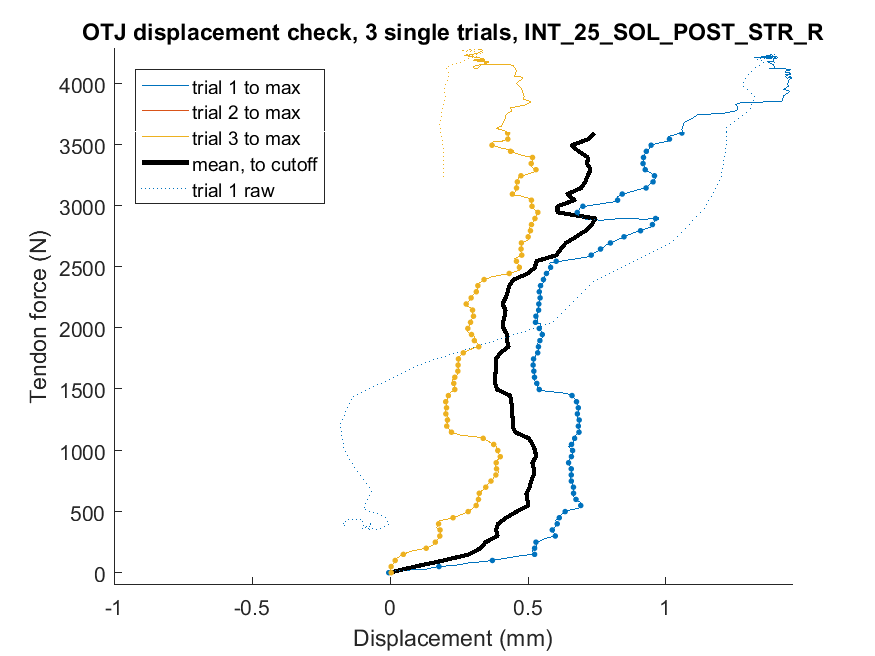 OTJ displacement check, 3 single trials, INT_25_SOL_POST_STR_R
trial 1 to max
trial 2 to max
trial 3 to max
mean, to cutoff
trial 1 raw
Tendon force (N)
4000
3500
3000
2500
2000
1500
1000
500
0
-1
-0.5
0
0.5
1
Displacement (mm)